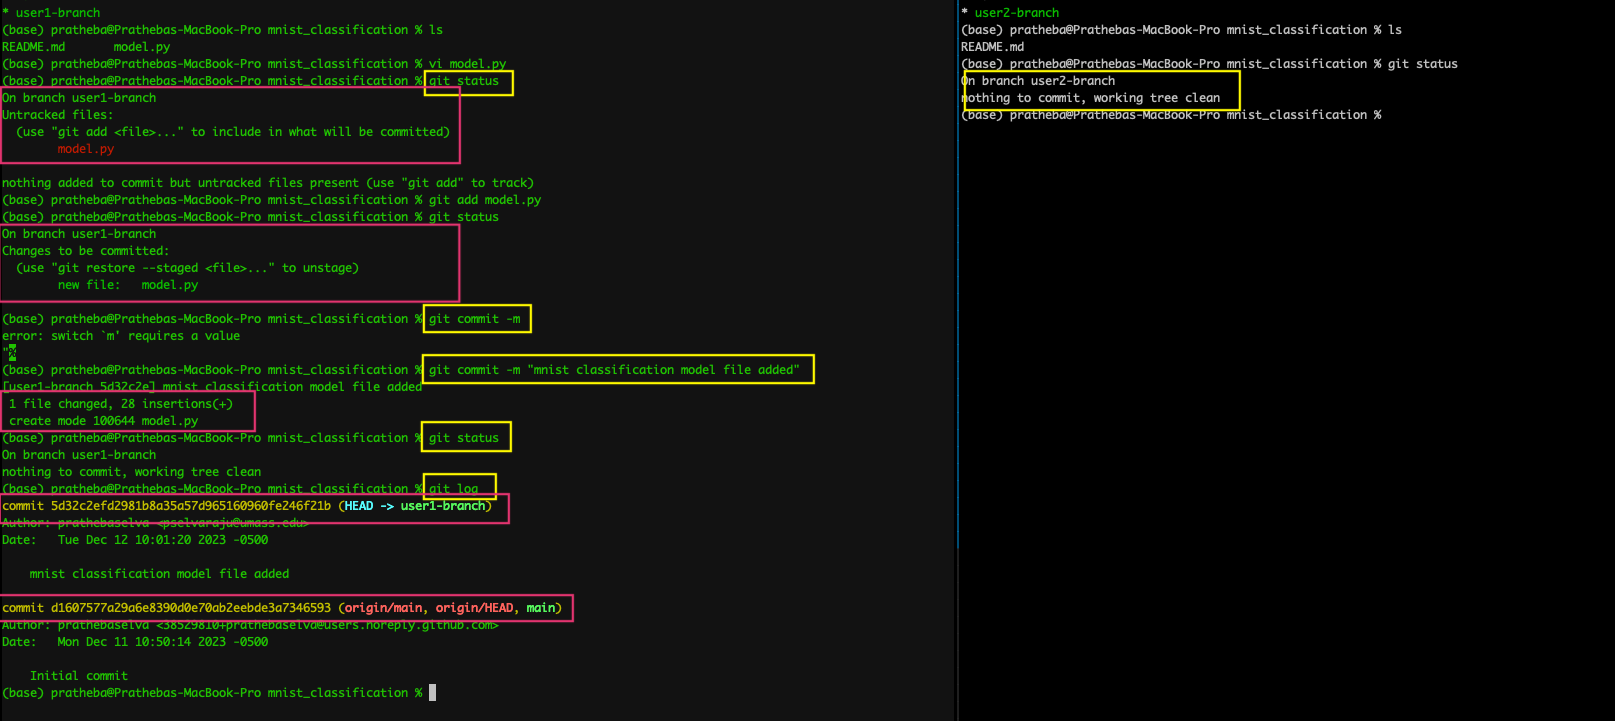 * user1-branch
(base) pratheba@Prathebas-MacBook-Pro mnist_classification % ls
README.md       model.py
(base) pratheba@Prathebas-MacBook-Pro mnist_classification % vi model.py
(base) pratheba@Prathebas-MacBook-Pro mnist_classification % git status
On branch user1-branch
Untracked files:
  (use "git add <file>..." to include in what will be committed)
        model.py
nothing added to commit but untracked files present (use "git add" to track)
(base) pratheba@Prathebas-MacBook-Pro mnist_classification % git add model.py
(base) pratheba@Prathebas-MacBook-Pro mnist_classification % git status
On branch user1-branch
Changes to be committed:
  (use "git restore --staged <file>..." to unstage)
        new file:   model.py
(base) pratheba@Prathebas-MacBook-Pro mnist_classification % git commit -m
error: switch `m' requires a value
"%
(base) pratheba@Prathebas-MacBook-Pro mnist_classification % git commit -m "mnist classification model file added"
[user1-branch 5d32c2e] mnist classification model file added
 1 file changed, 28 insertions(+)
 create mode 100644 model.py
(base) pratheba@Prathebas-MacBook-Pro mnist_classification % git status
On branch user1-branch
nothing to commit, working tree clean
(base) pratheba@Prathebas-MacBook-Pro mnist_classification % git log
commit 5d32c2efd2981b8a35a57d965160960fe246f21b (HEAD -> user1-branch)
Author: prathebaselva <pselvaraju@umass.edu>
Date:   Tue Dec 12 10:01:20 2023 -0500
    mnist classification model file added
commit d1607577a29a6e8390d0e70ab2eebde3a7346593 (origin/main, origin/HEAD, main)
Author: prathebaselva <38529810+prathebaselva@users.noreply.github.com>
Date:   Mon Dec 11 10:50:14 2023 -0500
    Initial commit
(base) pratheba@Prathebas-MacBook-Pro mnist_classification %
* user2-branch
(base) pratheba@Prathebas-MacBook-Pro mnist_classification % ls
README.md
(base) pratheba@Prathebas-MacBook-Pro mnist_classification % git status
On branch user2-branch
nothing to commit, working tree clean
(base) pratheba@Prathebas-MacBook-Pro mnist_classification %